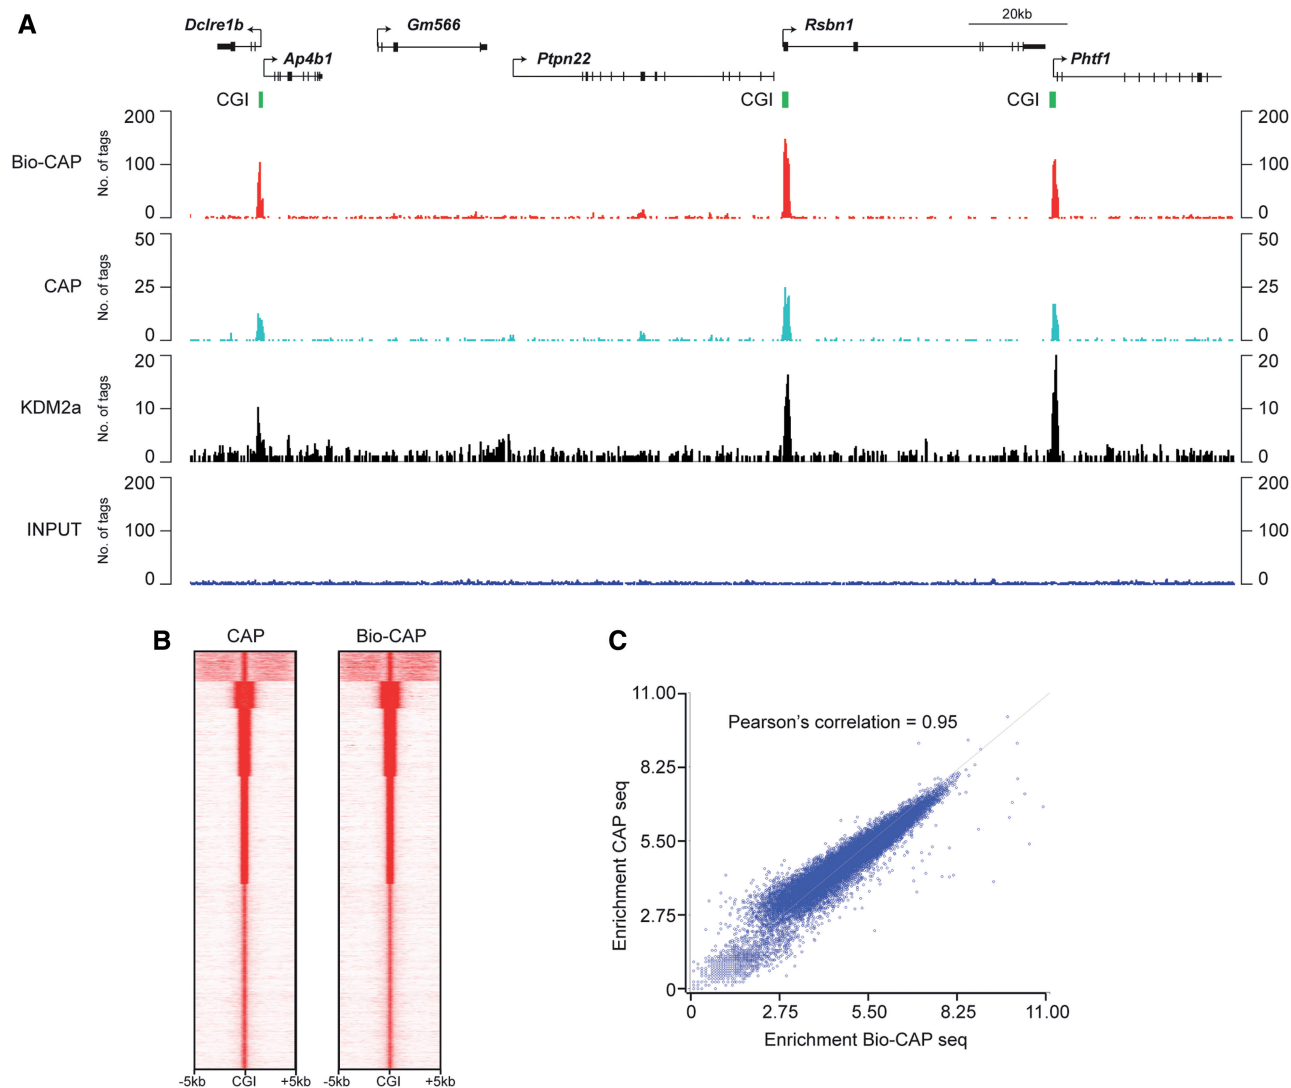 A
Dclre1b
Gm566
Rsbn1
20kb
Ap4b1
Ptpn22
Phtf1
CGI
CGI
CGI
Bio-CAP
No. of tags
200
100
0
200
100
0
CAP
No. of tags
50
25
0
50
25
0
KDM2a
No. of tags
20
10
0
20
10
0
INPUT
No. of tags
200
100
0
200
100
0
B
CAP
Bio-CAP
-5kb
CGI
+5kb
-5kb
CGI
+5kb
C
Pearson's correlation = 0.95
Enrichment CAP seq
11.00
8.25
5.50
2.75
0
0
2.75
5.50
8.25
11.00
Enrichment Bio-CAP seq